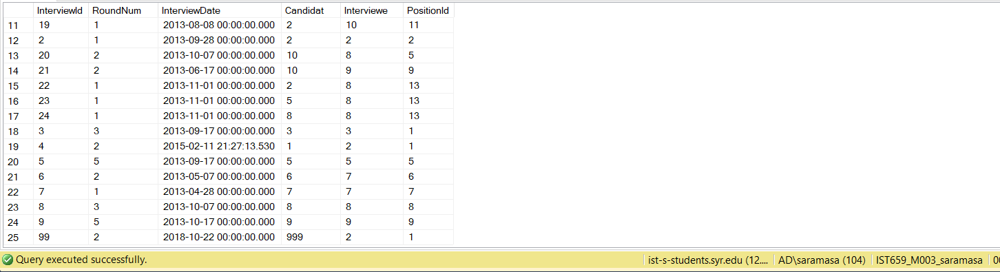 InterviewId RoundNum InterviewDate Candidat Interviewe PositionId
11 19 1 2013-08-08 00:00:00.000 2 10 11
12 2 1 2013-09-28 00:00:00.000 2 2 2
13 20 2 2013-10-07 00:00:00.000 10 8 5
14 21 2 2013-06-17 00:00:00.000 10 9 9
15 22 1 2013-11-01 00:00:00.000 2 8 13
16 23 1 2013-11-01 00:00:00.000 5 8 13
17 24 1 2013-11-01 00:00:00.000 8 8 13
18 3 3 2013-09-17 00:00:00.000 3 3 1
19 4 2 2015-02-11 21:27:13.530 1 2 1
20 5 5 2013-09-17 00:00:00.000 5 5 5
21 6 2 2013-05-07 00:00:00.000 6 7 6
22 7 1 2013-04-28 00:00:00.000 7 7 7
23 8 3 2013-10-07 00:00:00.000 8 8 8
24 9 5 2013-10-17 00:00:00.000 9 9 9
25 99 2 2018-10-22 00:00:00.000 999 2 1
Query executed successfully. ist-s-students.syr.edu (12.... AD\saramasa (104) IST659_M003_saramasa